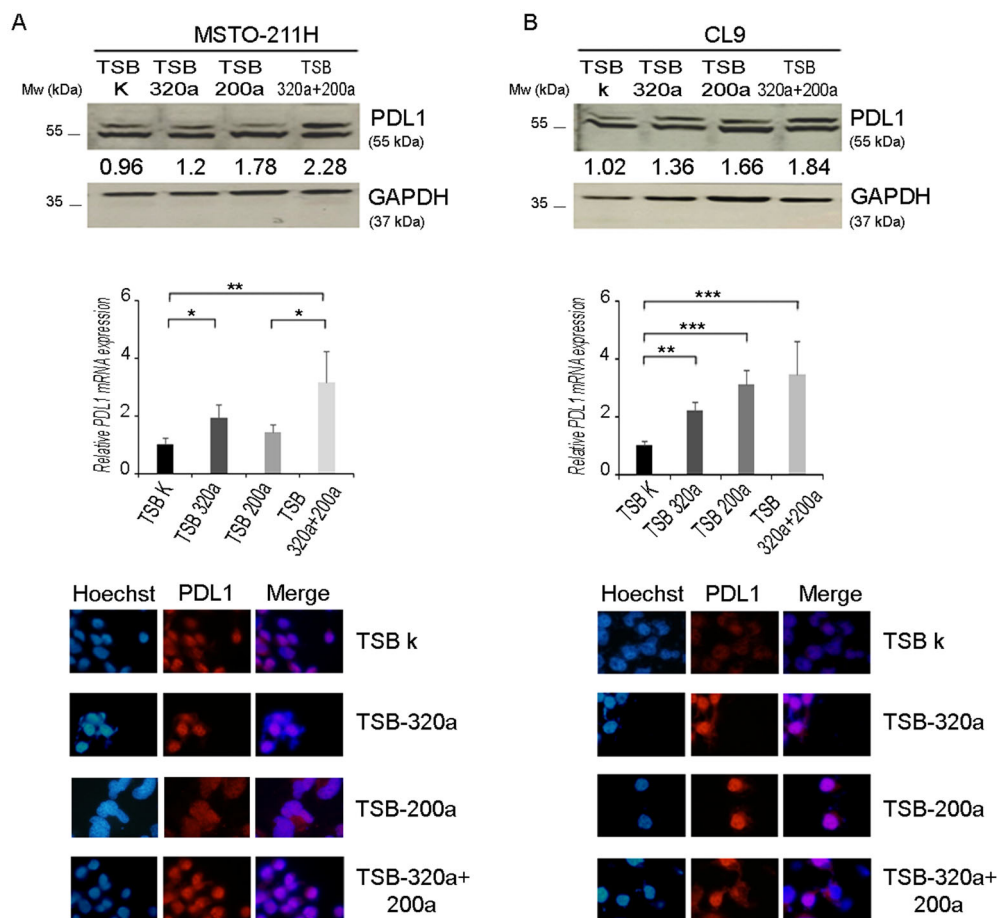 A
MSTO-211H
TSB K
TSB 320a
TSB 200a
TSB 320a+200a
Mw (kDa)
55
PDL1
(55 kDa)
0.96 1.2 1.78 2.28
35
GAPDH
(37 kDa)
Relative PDL1 mRNA expression
6
4
2
0
**
*
*
TSB K
TSB 320a
TSB 200a
TSB
320a+200a
Hoechst PDL1 Merge
TSB k
TSB-320a
TSB-200a
TSB-320a+
200a
B
CL9
TSB k
TSB 320a
TSB 200a
TSB 320a+200a
Mw (kDa)
55
PDL1
(55 kDa)
1.02 1.36 1.66 1.84
35
GAPDH
(37 kDa)
Relative PDL1 mRNA expression
6
4
2
0
***
***
**
TSB K
TSB 320a
TSB 200a
TSB
320a+200a
Hoechst PDL1 Merge
TSB k
TSB-320a
TSB-200a
TSB-320a+
200a